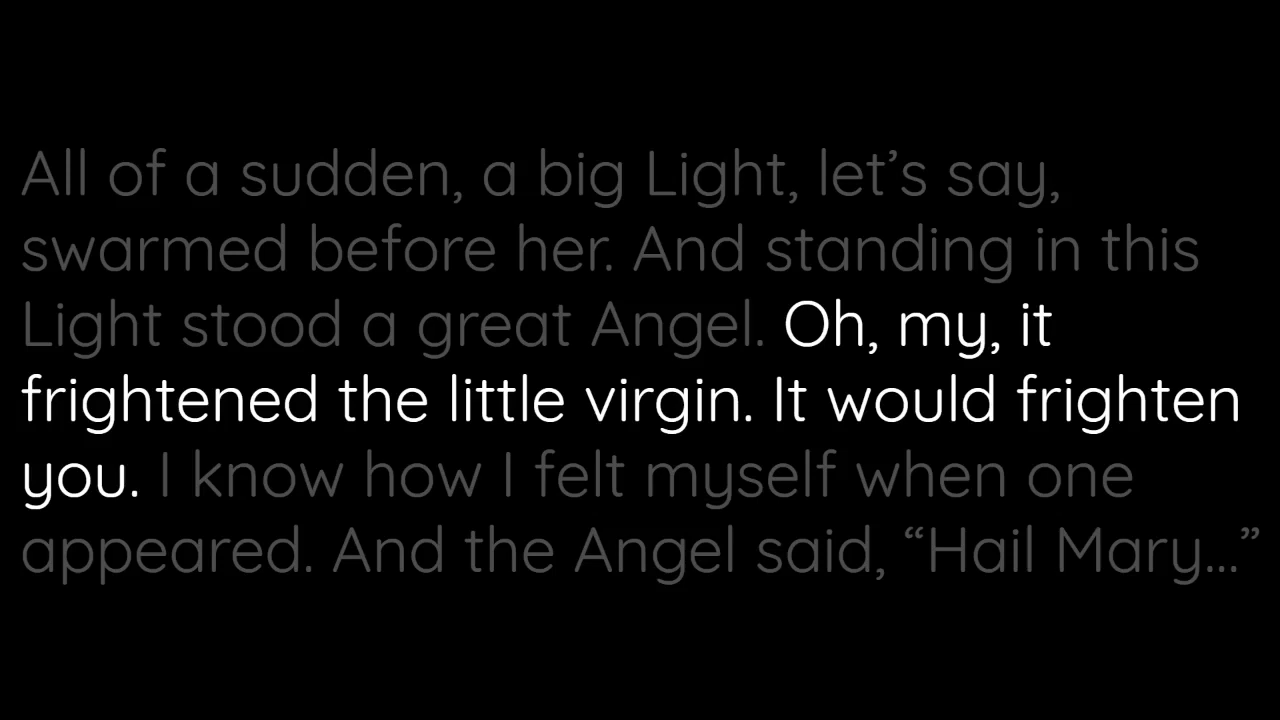 All of a sudden, a big Light, let’s say,
swarmed before her. And standing in this
Light stood a great Angel. Oh, my, it
frightened the little virgin. It would frighten
you. I know how I felt myself when one
appeared. And the Angel said, “Hail Mary…”